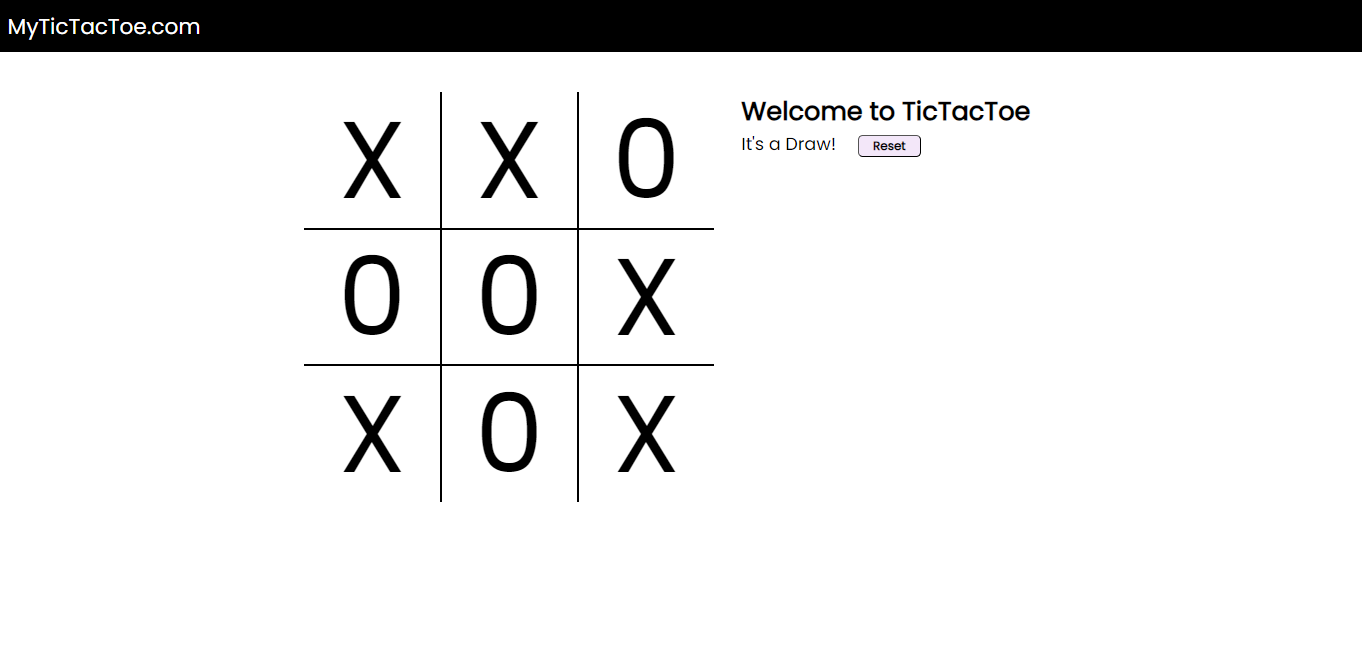 MyTicTacToe.com
Welcome to TicTacToe
It's a Draw! Reset
X X O
O O X
X O X